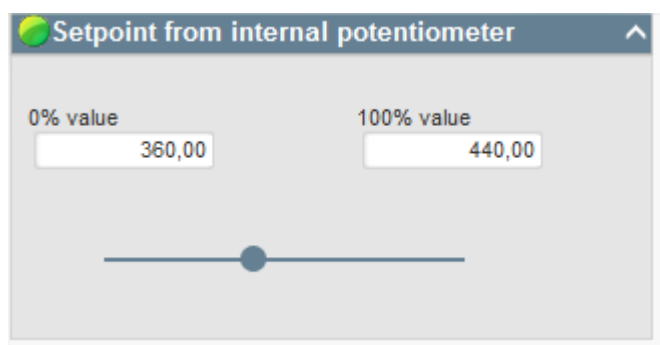 Setpoint from internal potentiometer
0% value 100% value
360,00 440,00